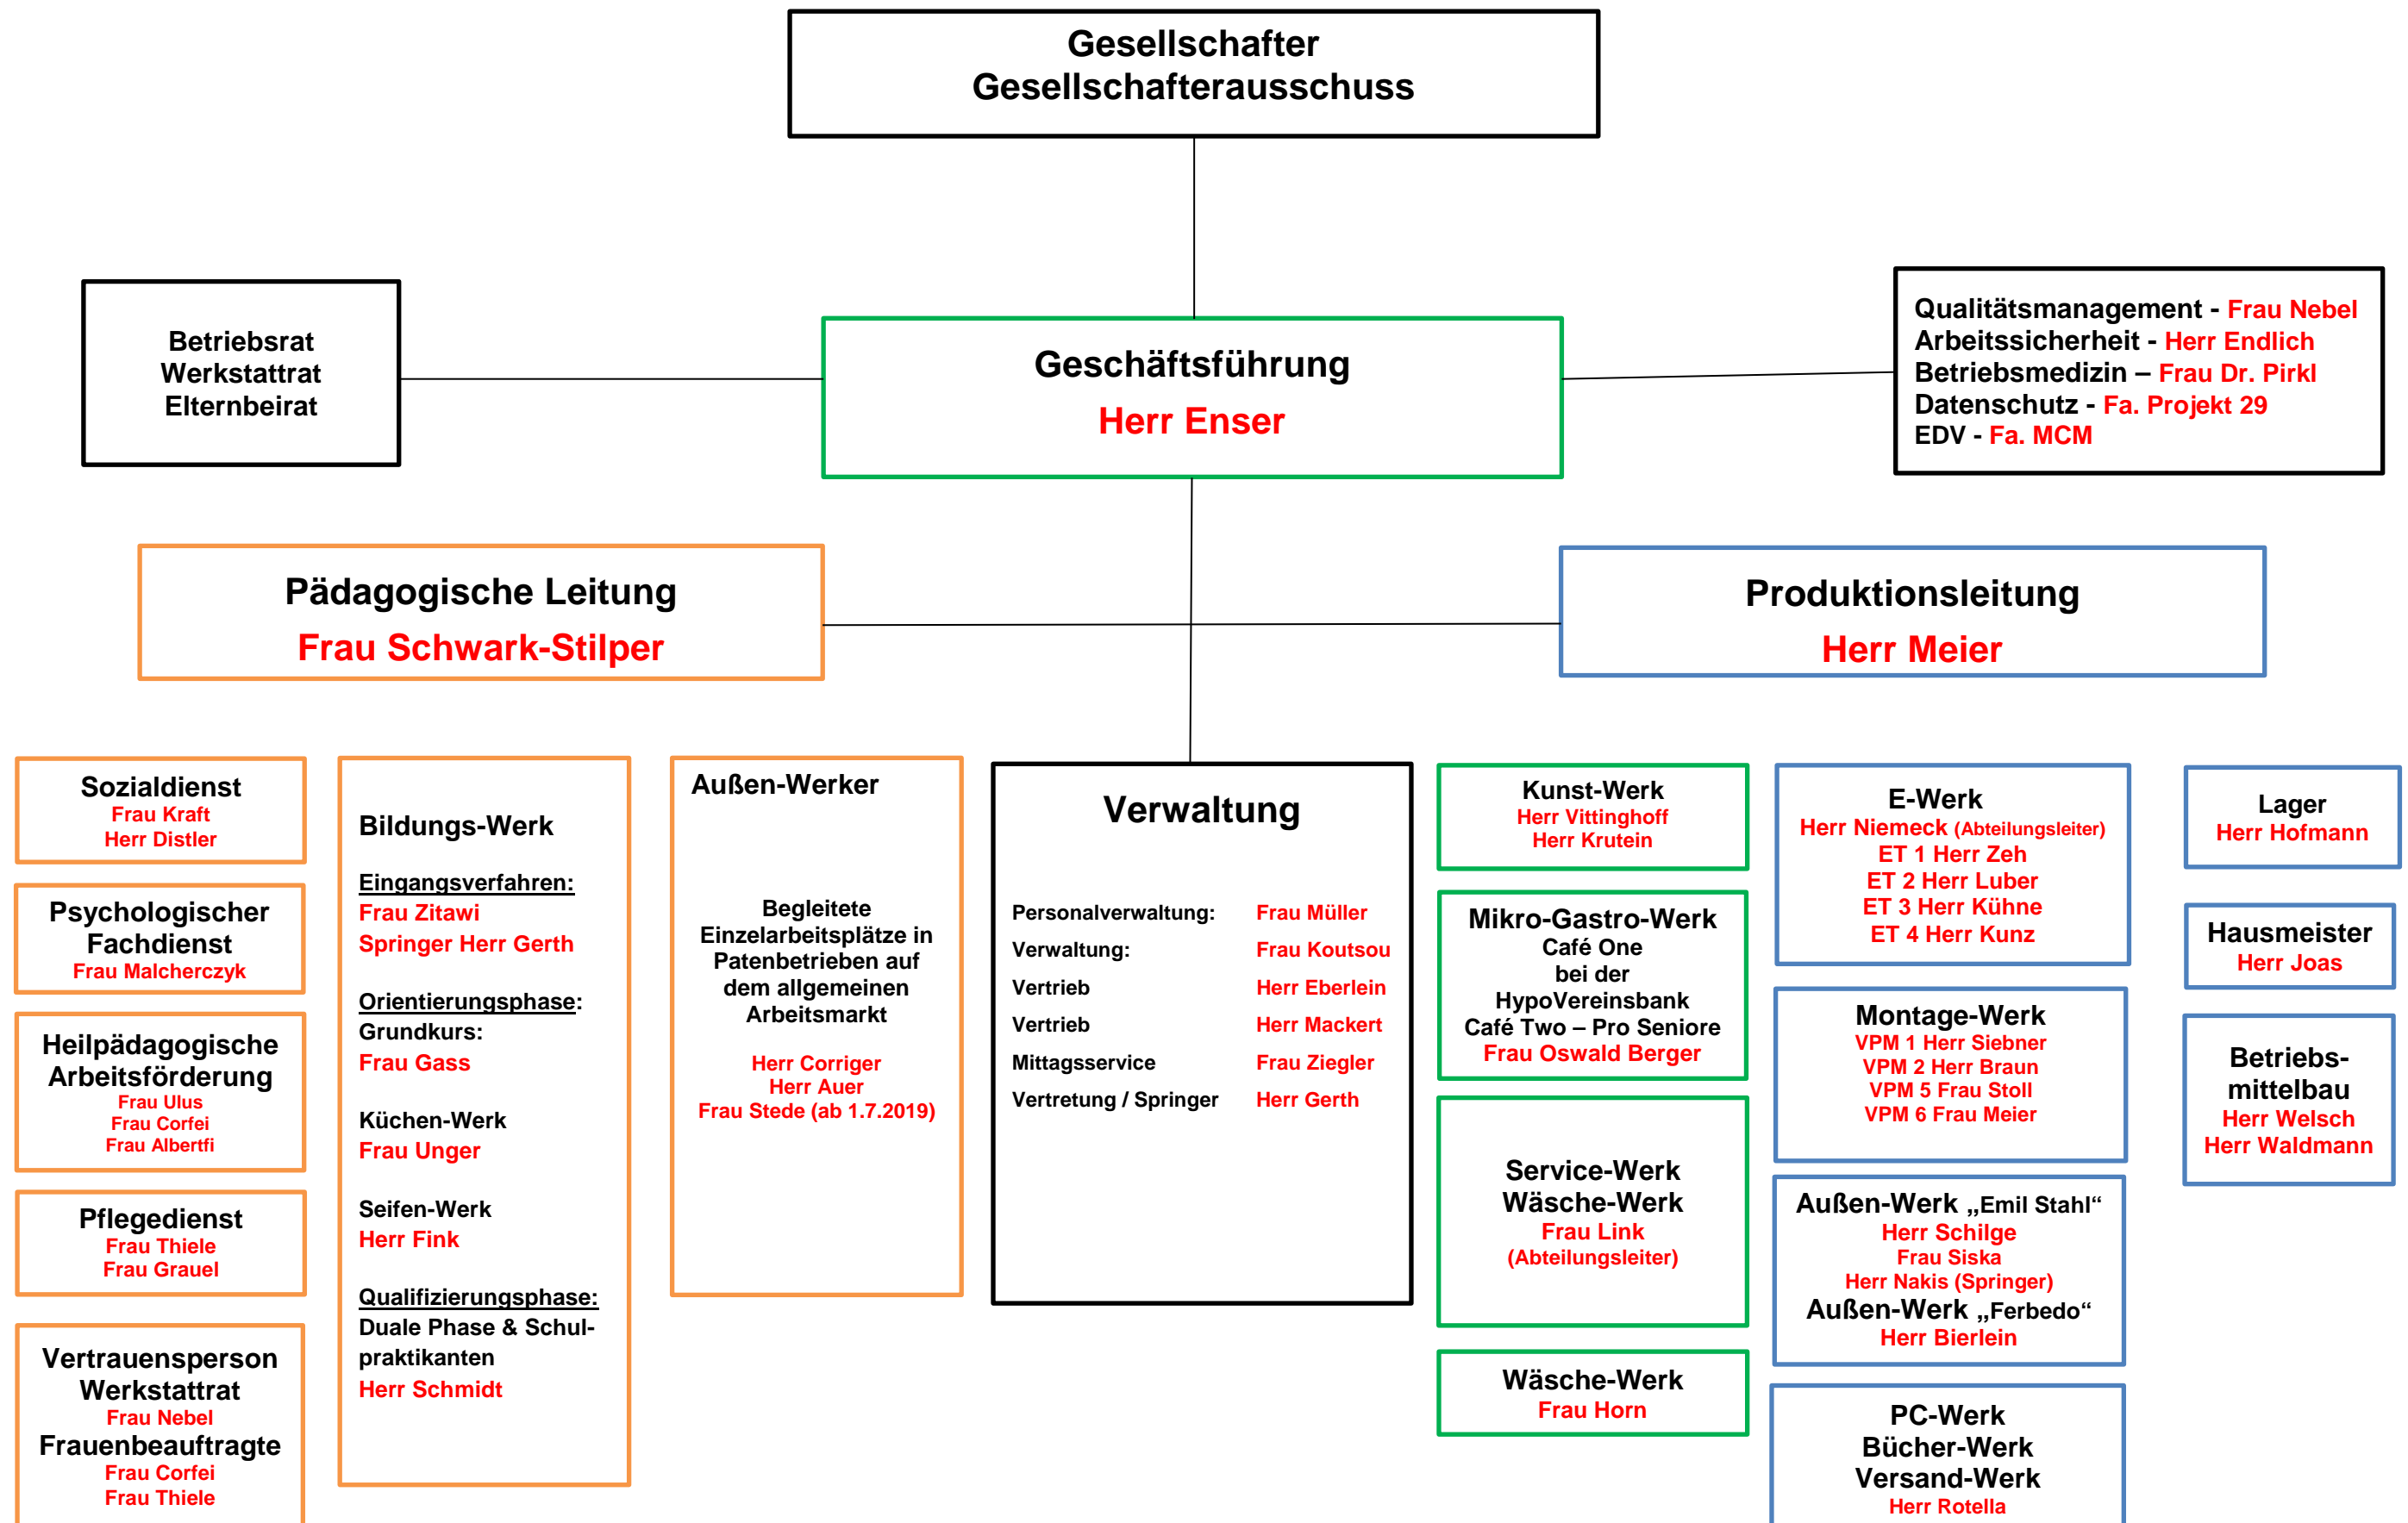 Gesellschafter
Gesellschafterausschuss
Betriebsrat
Werkstattrat
Elternbeirat
Geschäftsführung
Herr Enser
Qualitätsmanagement - Frau Nebel
Arbeitssicherheit - Herr Endlich
Betriebsmedizin – Frau Dr. Pirkl
Datenschutz - Fa. Projekt 29
EDV - Fa. MCM
Pädagogische Leitung
Frau Schwark-Stilper
Produktionsleitung
Herr Meier
Sozialdienst
Frau Kraft
Herr Distler
Psychologischer
Fachdienst
Frau Malcherczyk
Heilpädagogische
Arbeitsförderung
Frau Ulus
Frau Corfei
Frau Albertfi
Pflegedienst
Frau Thiele
Frau Grauel
Vertrauensperson
Werkstattrat
Frau Nebel
Frauenbeauftragte
Frau Corfei
Frau Thiele
Bildungs-Werk
Eingangsverfahren:
Frau Zitawi
Springer Herr Gerth
Orientierungsphase:
Grundkurs:
Frau Gass
Küchen-Werk
Frau Unger
Seifen-Werk
Herr Fink
Qualifizierungsphase:
Duale Phase & Schul-
praktikanten
Herr Schmidt
Außen-Werker
Begleitete
Einzelarbeitsplätze in
Patenbetrieben auf
dem allgemeinen
Arbeitsmarkt
Herr Corriger
Herr Auer
Frau Stede (ab 1.7.2019)
Verwaltung
Personalverwaltung: Frau Müller
Verwaltung: Frau Koutsou
Vertrieb Herr Eberlein
Vertrieb Herr Mackert
Mittagsservice Frau Ziegler
Vertretung / Springer Herr Gerth
Kunst-Werk
Herr Vittinghoff
Herr Krutein
Mikro-Gastro-Werk
Café One
bei der
HypoVereinsbank
Café Two – Pro Seniore
Frau Oswald Berger
Service-Werk
Wäsche-Werk
Frau Link
(Abteilungsleiter)
Wäsche-Werk
Frau Horn
E-Werk
Herr Niemeck (Abteilungsleiter)
ET 1 Herr Zeh
ET 2 Herr Luber
ET 3 Herr Kühne
ET 4 Herr Kunz
Montage-Werk
VPM 1 Herr Siebner
VPM 2 Herr Braun
VPM 5 Frau Stoll
VPM 6 Frau Meier
Außen-Werk „Emil Stahl“
Herr Schilge
Frau Siska
Herr Nakis (Springer)
Außen-Werk „Ferbedo“
Herr Bierlein
PC-Werk
Bücher-Werk
Versand-Werk
Herr Rotella
Lager
Herr Hofmann
Hausmeister
Herr Joas
Betriebs-
mittelbau
Herr Welsch
Herr Waldmann